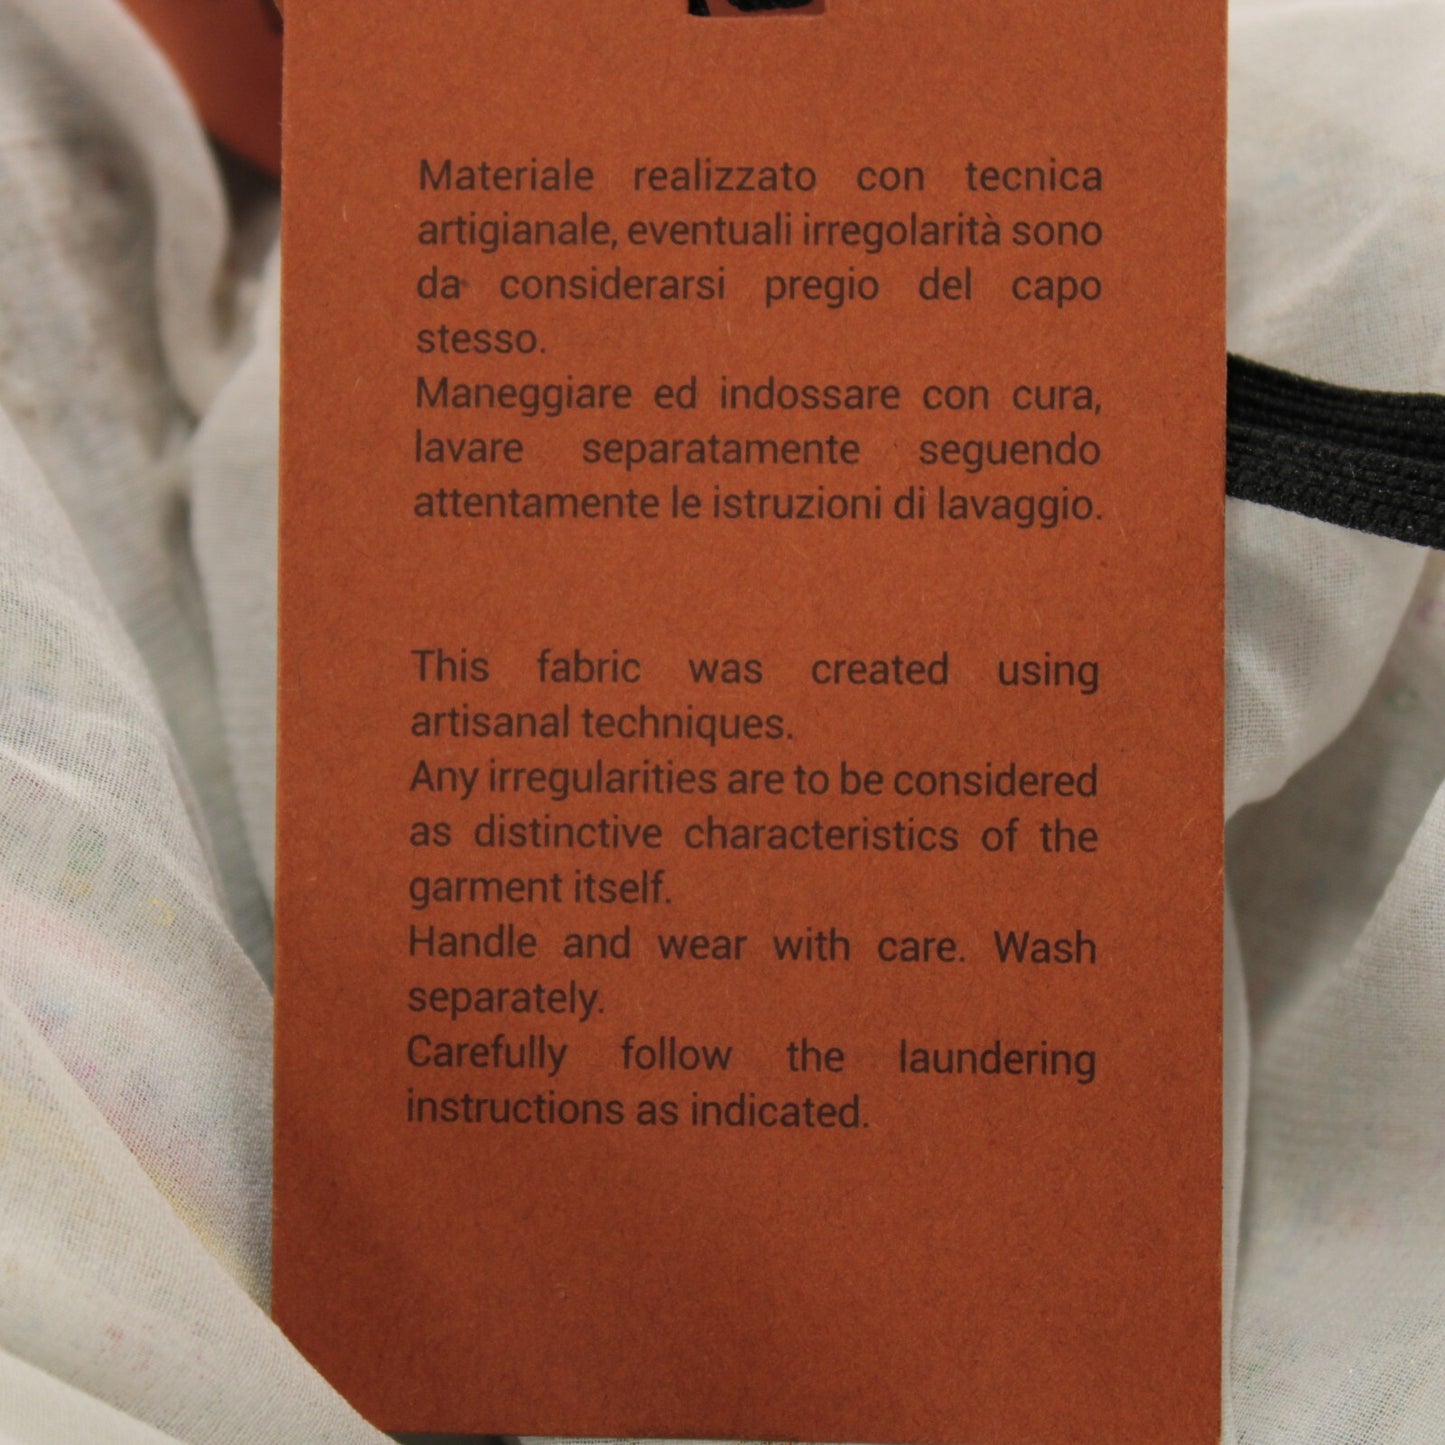 Materiale realizzato con tecnica
artigianale, eventuali irregolarità sono
da considerarsi pregio del capo
stesso.
Maneggiare ed indossare con cura,
lavare separatamente seguendo
attentamente le istruzioni di lavaggio.
This fabric was created using
artisanal techniques.
Any irregularities are to be considered
as distinctive characteristics of the
garment itself.
Handle and wear with care. Wash
separately.
Carefully follow the laundering
instructions as indicated.